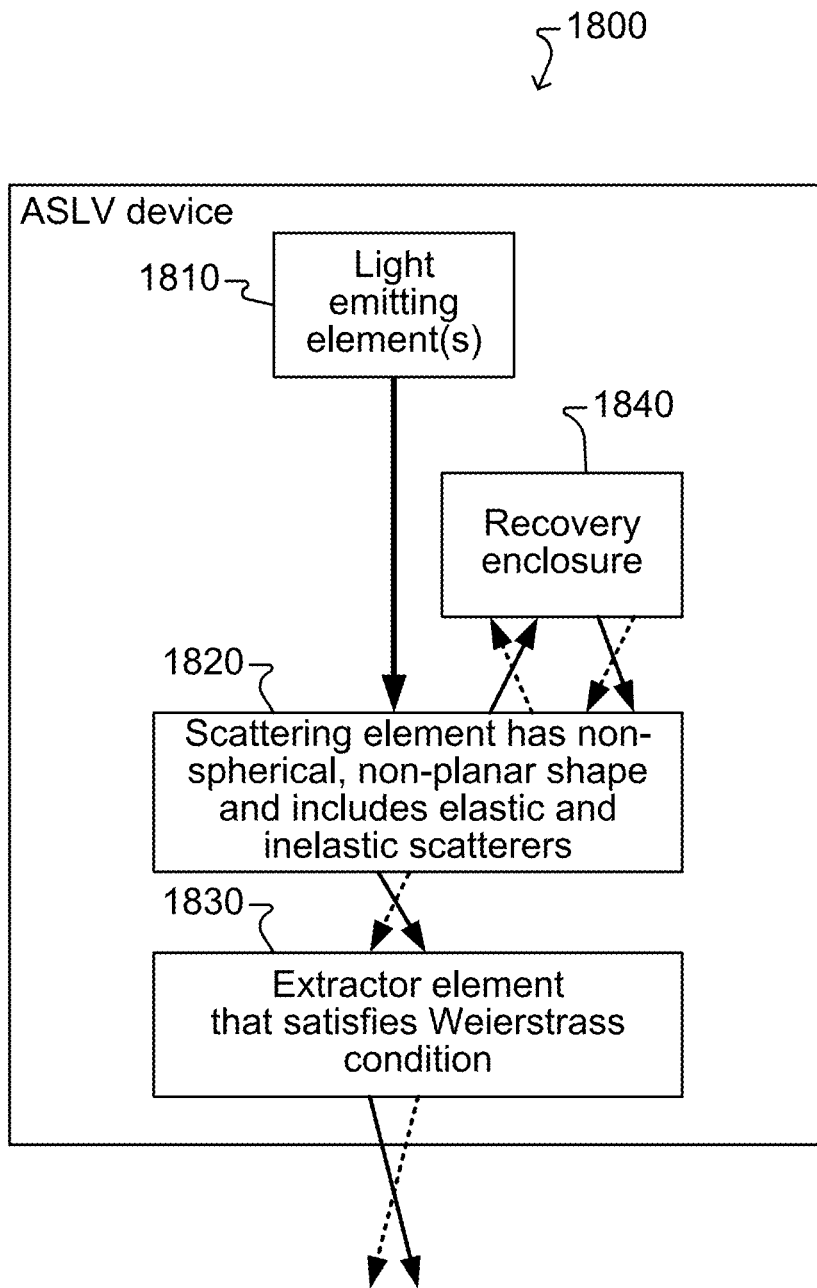 1800
ASLV device
1810
Light
emitting
element(s)
1840
Recovery
enclosure
1820
Scattering element has non-
spherical, non-planar shape
and includes elastic and
inelastic scatterers
1830
Extractor element
that satisfies Weierstrass
condition